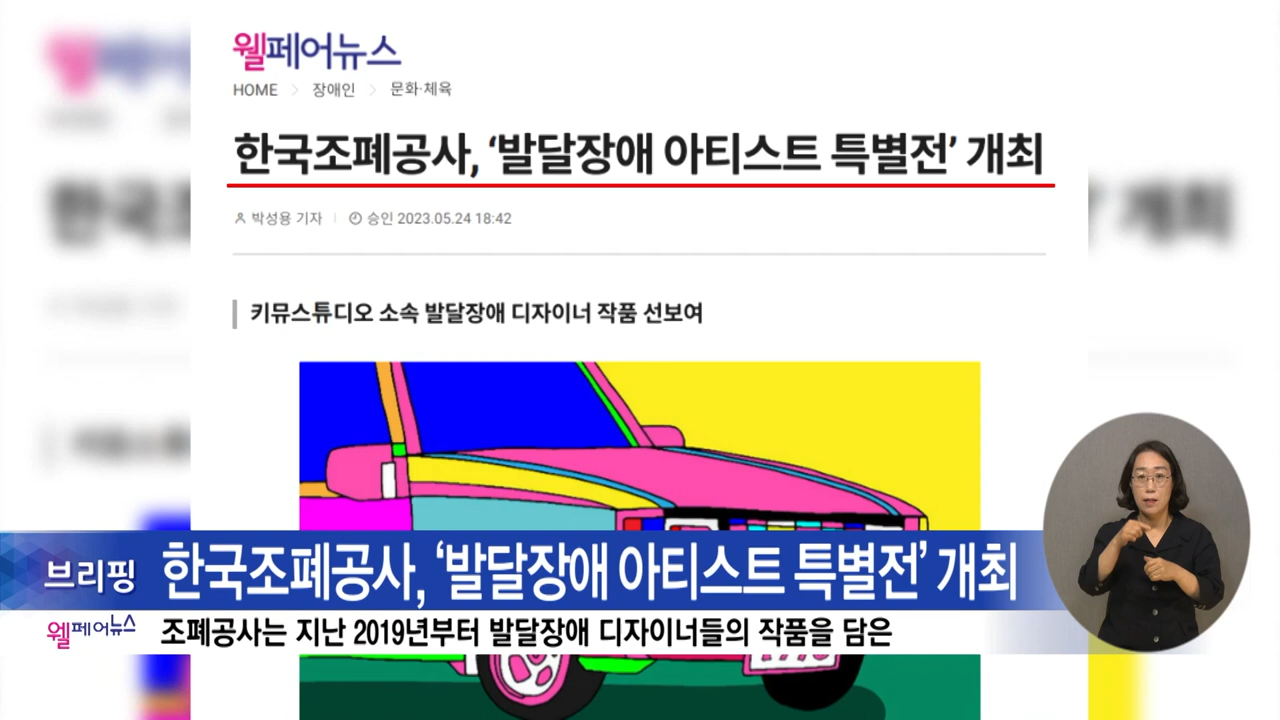 웰페어뉴스
HOME > 장애인 > 문화·체육
한국조폐공사, ‘발달장애 아티스트 특별전’ 개최
박성용 기자 | 승인 2023.05.24 18:42
키뮤스튜디오 소속 발달장애 디자이너 작품 선보여
브리핑 한국조폐공사, ‘발달장애 아티스트 특별전’ 개최
웰페어뉴스 조폐공사는 지난 2019년부터 발달장애 디자이너들의 작품을 담은